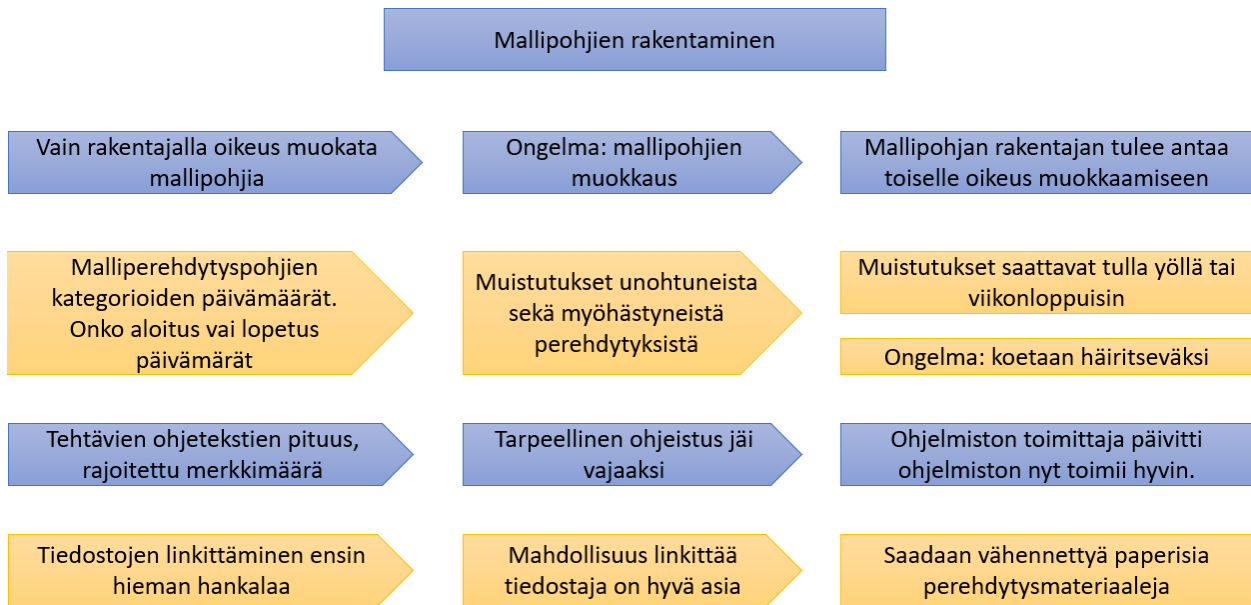 Mallipohjien rakentaminen
Vain rakentajalla oikeus muokata
mallipohjia
Ongelma: mallipohjien
muokkaus
Mallipohjan rakentajan tulee antaa
toiselle oikeus muokkaamiseen
Malliperehdytyspohjien
kategorioiden päivämäärät.
Onko aloitus vai lopetus
päivämärät
Muistutukset unohtuneista
sekä myöhästyneistä
perehdytyksistä
Muistutukset saattavat tulla yöllä tai
viikonloppuisin
Ongelma: koetaan häiritseväksi
Tehtävien ohjetekstien pituus,
rajoitettu merkkimäärä
Tarpeellinen ohjeistus jäi
vajaaksi
Ohjelmiston toimittaja päivitti
ohjelmiston nyt toimii hyvin.
Tiedostojen linkittäminen ensin
hieman hankalaa
Mahdollisuus linkittää
tiedostaja on hyvä asia
Saadaan vähennettyä paperisia
perehdytysmateriaaleja